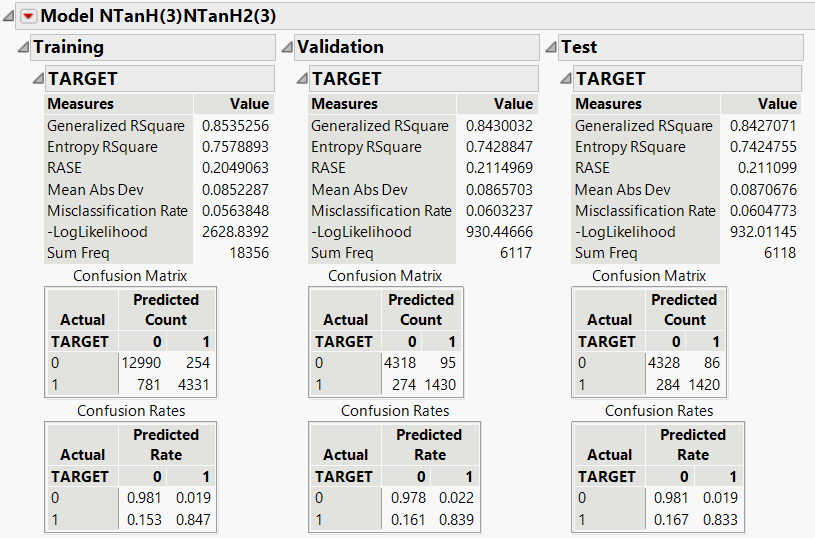 Model NTanH(3)NTanH2(3)
Training
TARGET
Measures Value
Generalized RSquare 0.8535256
Entropy RSquare 0.7578893
RASE 0.2049063
Mean Abs Dev 0.0852287
Misclassification Rate 0.0563848
-LogLikelihood 2628.8392
Sum Freq 18356
Confusion Matrix
Predicted
Actual Count
TARGET 0 1
0 12990 254
1 781 4331
Confusion Rates
Predicted
Actual Rate
TARGET 0 1
0 0.981 0.019
1 0.153 0.847
Validation
TARGET
Measures Value
Generalized RSquare 0.8430032
Entropy RSquare 0.7428847
RASE 0.2114969
Mean Abs Dev 0.0865703
Misclassification Rate 0.0603237
-LogLikelihood 930.44666
Sum Freq 6117
Confusion Matrix
Predicted
Actual Count
TARGET 0 1
0 4318 95
1 274 1430
Confusion Rates
Predicted
Actual Rate
TARGET 0 1
0 0.978 0.022
1 0.161 0.839
Test
TARGET
Measures Value
Generalized RSquare 0.8427071
Entropy RSquare 0.7424755
RASE 0.211099
Mean Abs Dev 0.0870676
Misclassification Rate 0.0604773
-LogLikelihood 932.01145
Sum Freq 6118
Confusion Matrix
Predicted
Actual Count
TARGET 0 1
0 4328 86
1 284 1420
Confusion Rates
Predicted
Actual Rate
TARGET 0 1
0 0.981 0.019
1 0.167 0.833